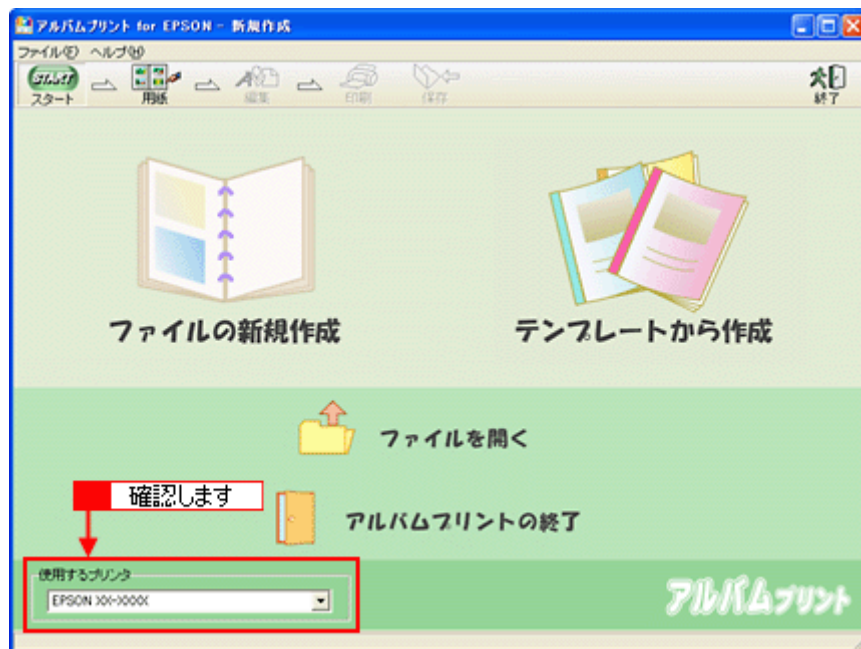 アルバムプリント for EPSON - 新規作成
ファイル(F) ヘルプ(H)
START
スタート 用紙 編集 印刷 保存 終了
ファイルの新規作成 テンプレートから作成
ファイルを開く
確認します
アルバムプリントの終了
使用するプリンタ
EPSON XX-XXXX
アルバムプリント